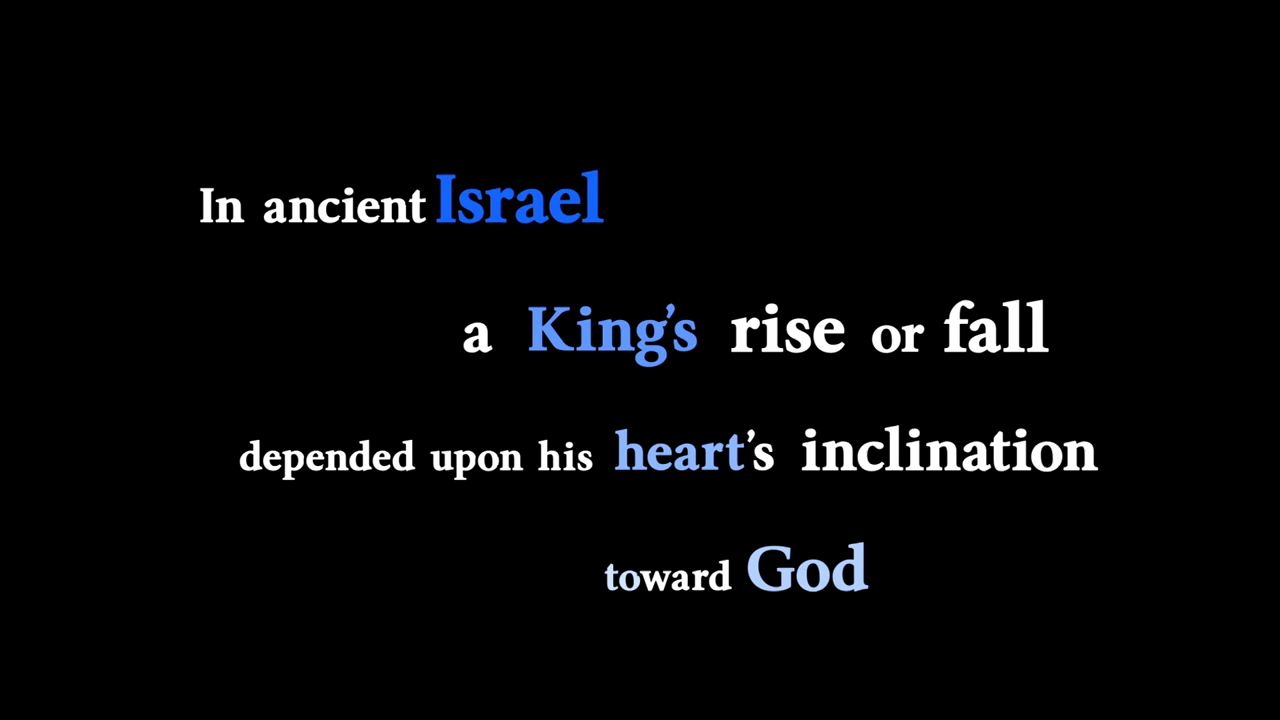 In ancient Israel
a King's rise or fall
depended upon his heart's inclination
toward God